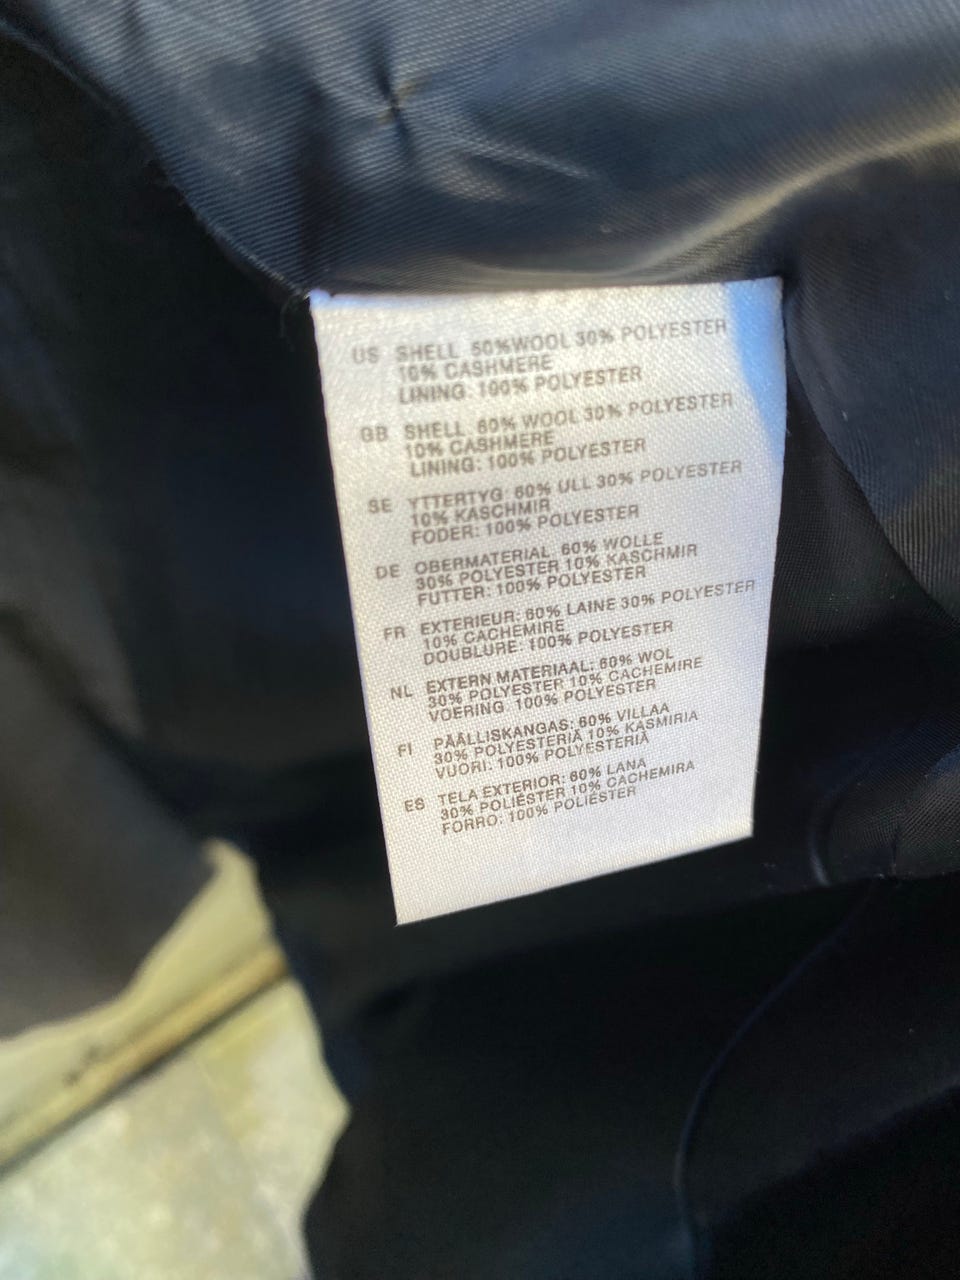 US SHELL 60%WOOL 30% POLYESTER
10% CASHMERE
LINING: 100% POLYESTER
GB SHELL, 60% WOOL 30% POLYESTER
10% CASHMERE
LINING: 100% POLYESTER
SE YTTERTYG: 60% ULL 30% POLYESTER
10% KASCHMIR
FODER: 100% POLYESTER
DE OBERMATERIAL, 60% WOLLE
30% POLYESTER 10% KASCHMIR
FUTTER: 100% POLYESTER
FR EXTERIEUR: 60% LAINE 30% POLYESTER
10% CACHEMIRE
DOUBLURE: 100% POLYESTER
NL EXTERN MATERIAAL: 60% WOL
30% POLYESTER 10% CACHEMIRE
VOERING. 100% POLYESTER
FI PÄÄLLISKANGAS: 60% VILLAA
30% POLYESTERIÄ 10% KASMIRIA
VUORI: 100% POLYESTERIÄ
ES TELA EXTERIOR: 60% LANA
30% POLIÉSTER 10% CACHEMIRA
FORRO: 100% POLIÉSTER